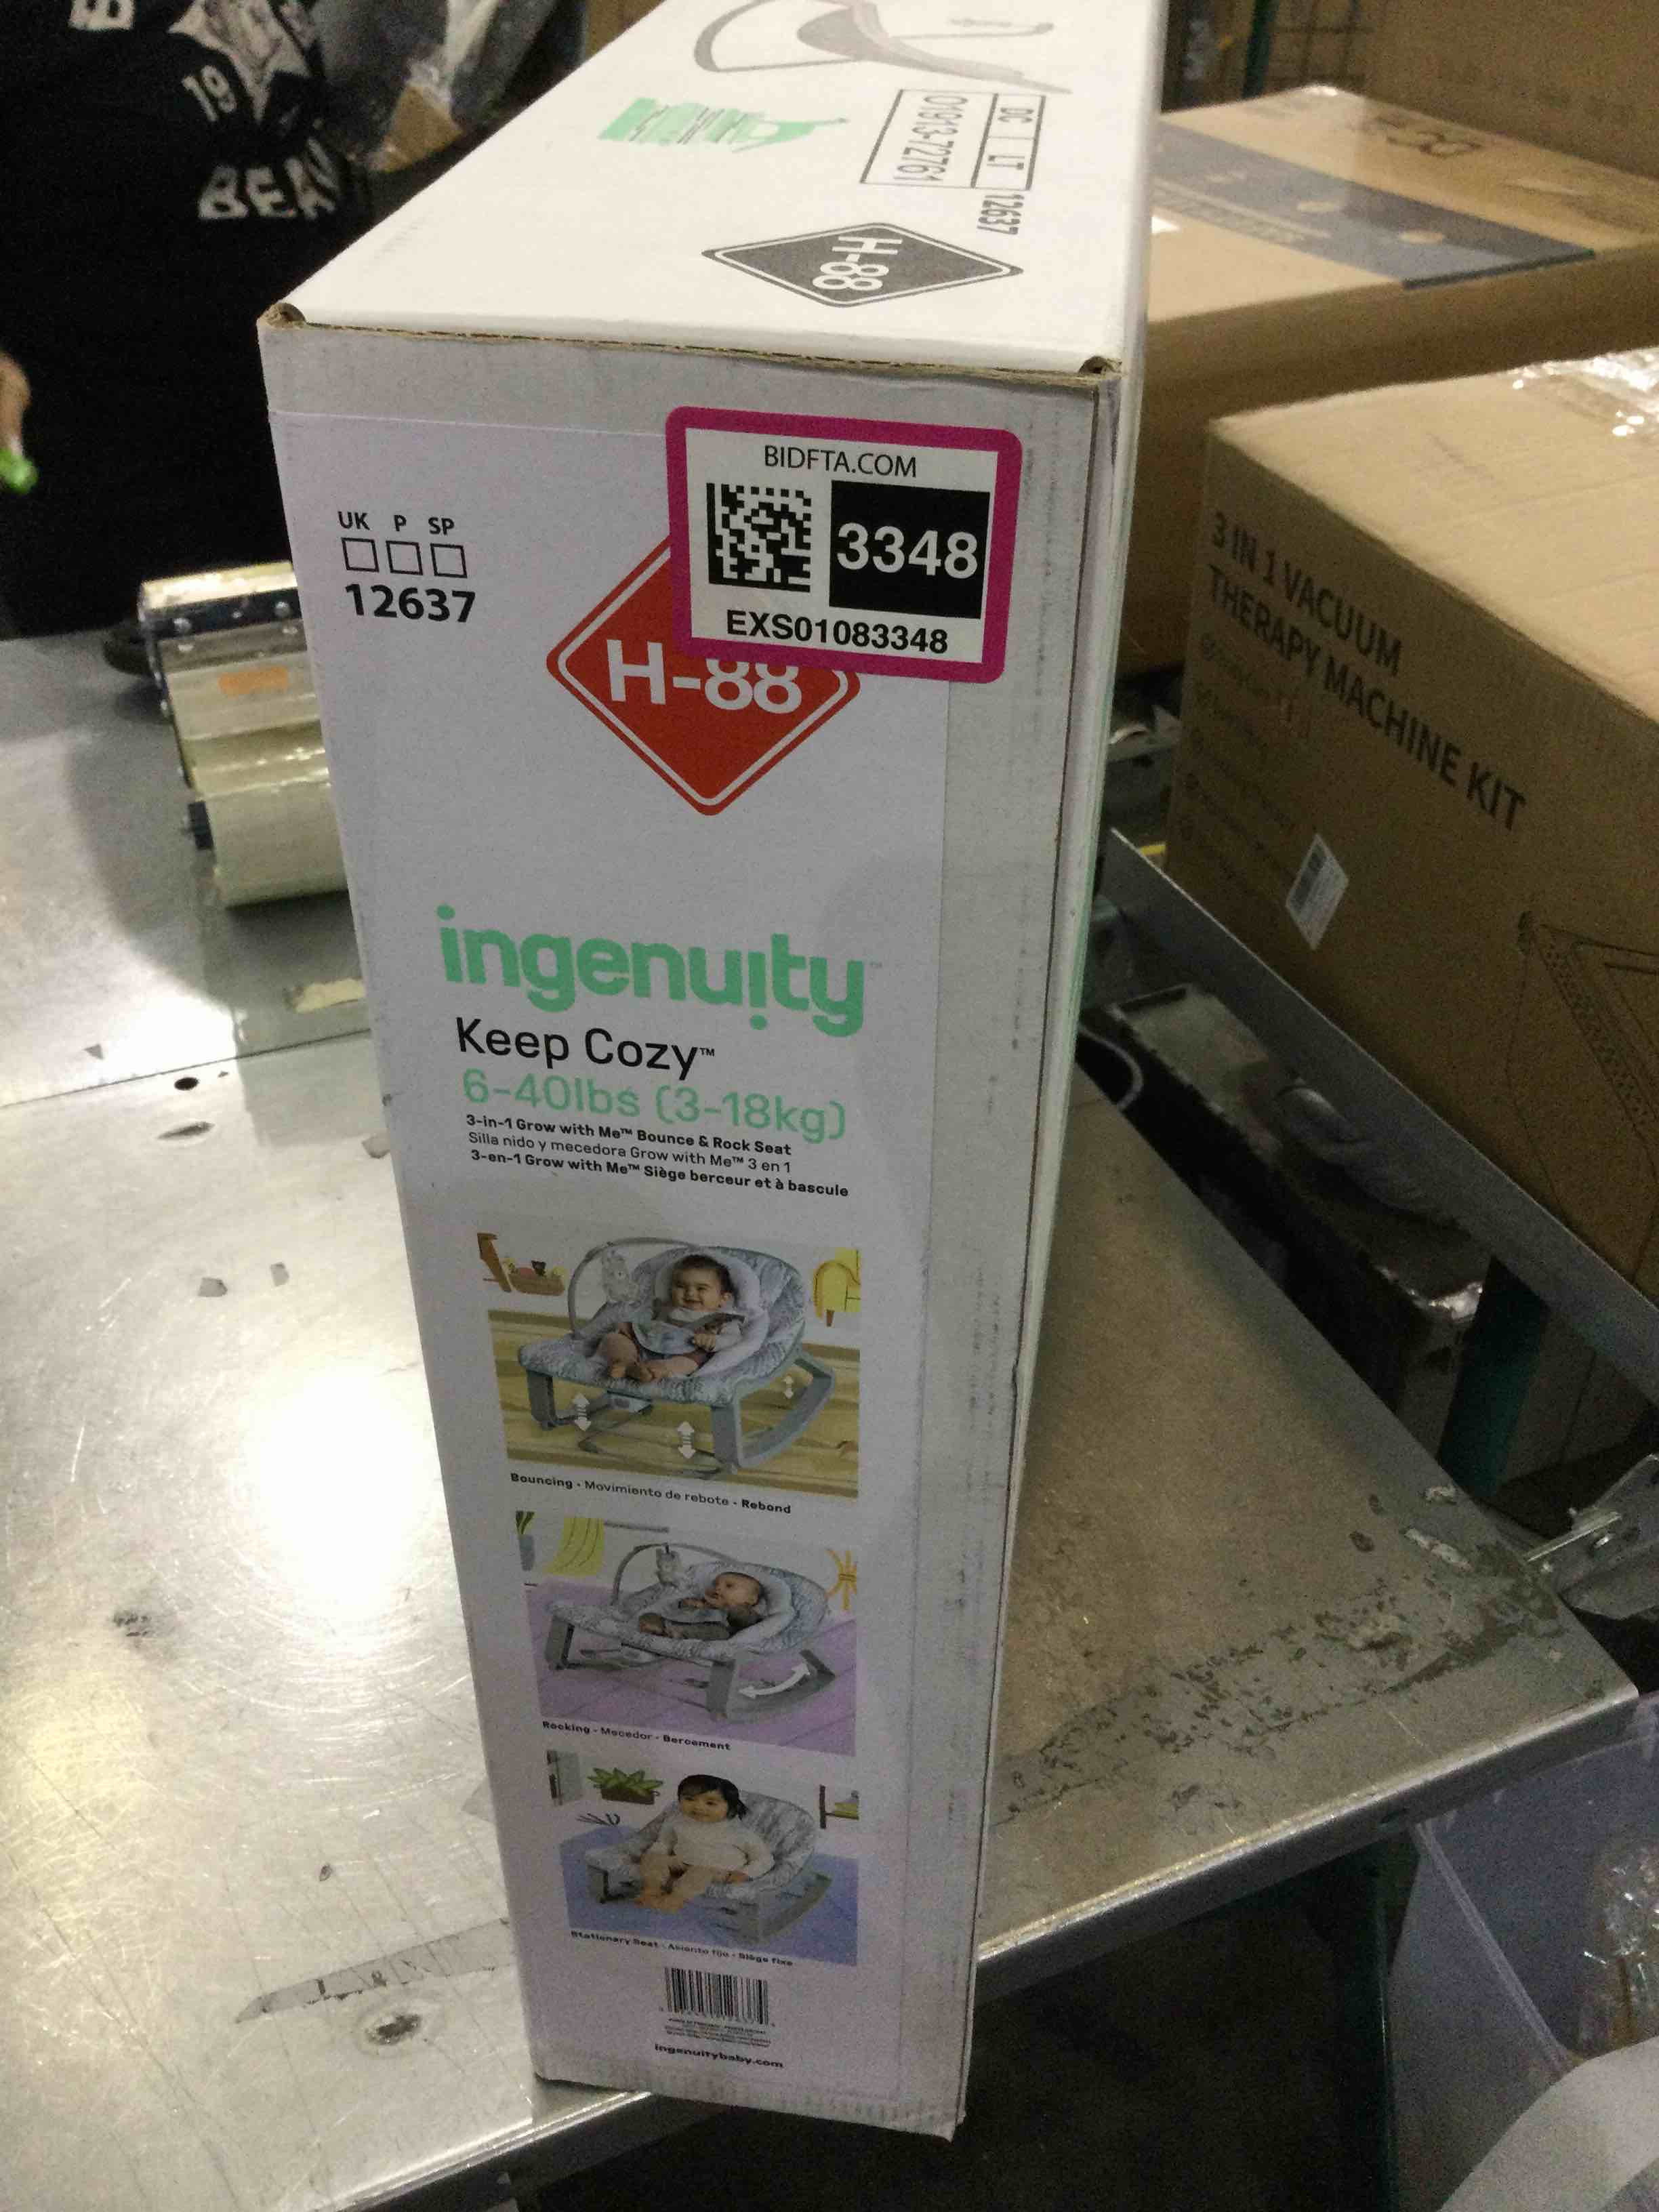 19
BEA
DC LT 12637
H-88
BIDFTA.COM
3348
EXS01083348
UK P SP
12637
H-88
ingenuity
Keep Cozy™
6-40lbs (3-18kg)
3-in-1 Grow with Me™ Bounce & Rock Seat
Silla nido y mecedora Grow with Me™ 3 en 1
3-en-1 Grow with Me™ Siège berceur et à bascule
Bouncing - Movimiento de rebote - Rebond
Rocking - Mecedor - Bercement
Stationary Seat - Asiento fijo - Siège fixe
ingenuitybaby.com
3 IN 1 VACUUM
THERAPY MACHINE KIT